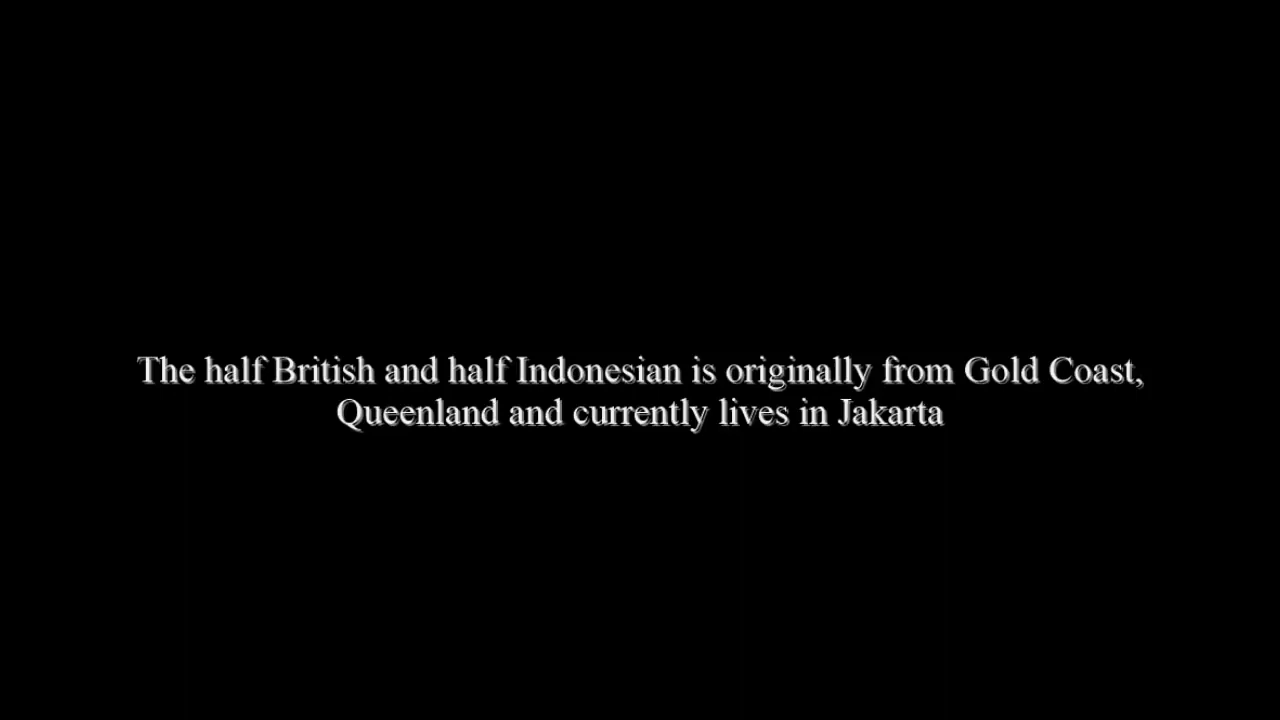 The half British and half Indonesian is originally from Gold Coast,
Queenland and currently lives in Jakarta